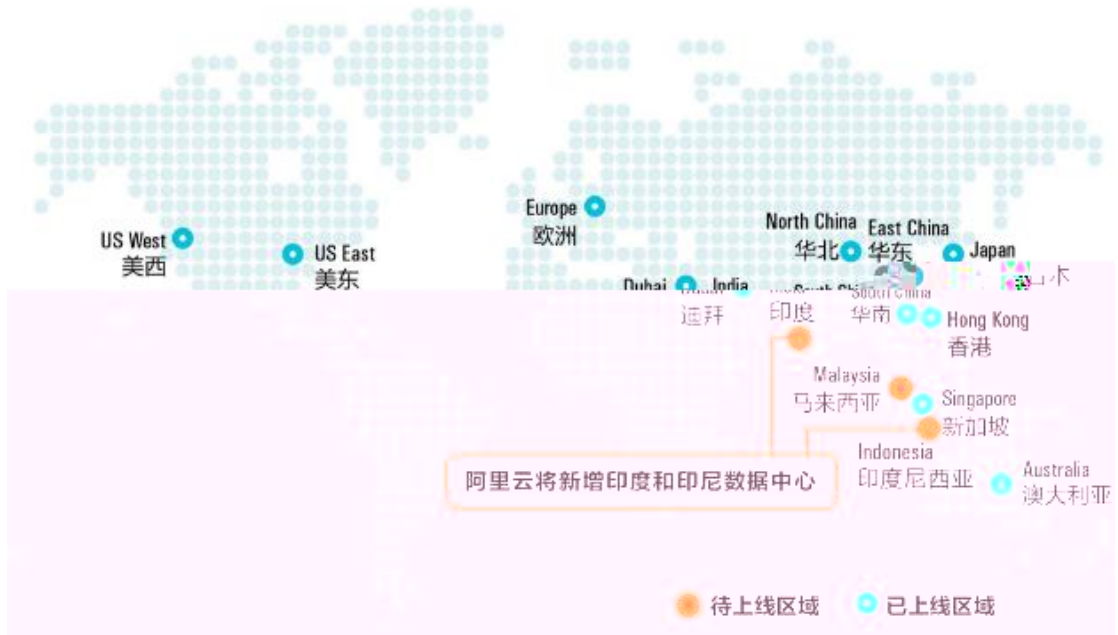 Europe
欧洲
North China
华北
East China
华东
US West
美西
US East
美东
Japan
Dubai
迪拜
India
印度
South China
华南
Hong Kong
香港
Malaysia
马来西亚
Singapore
新加坡
Indonesia
印度尼西亚
Australia
澳大利亚
阿里云将新增印度和印尼数据中心
待上线区域
已上线区域